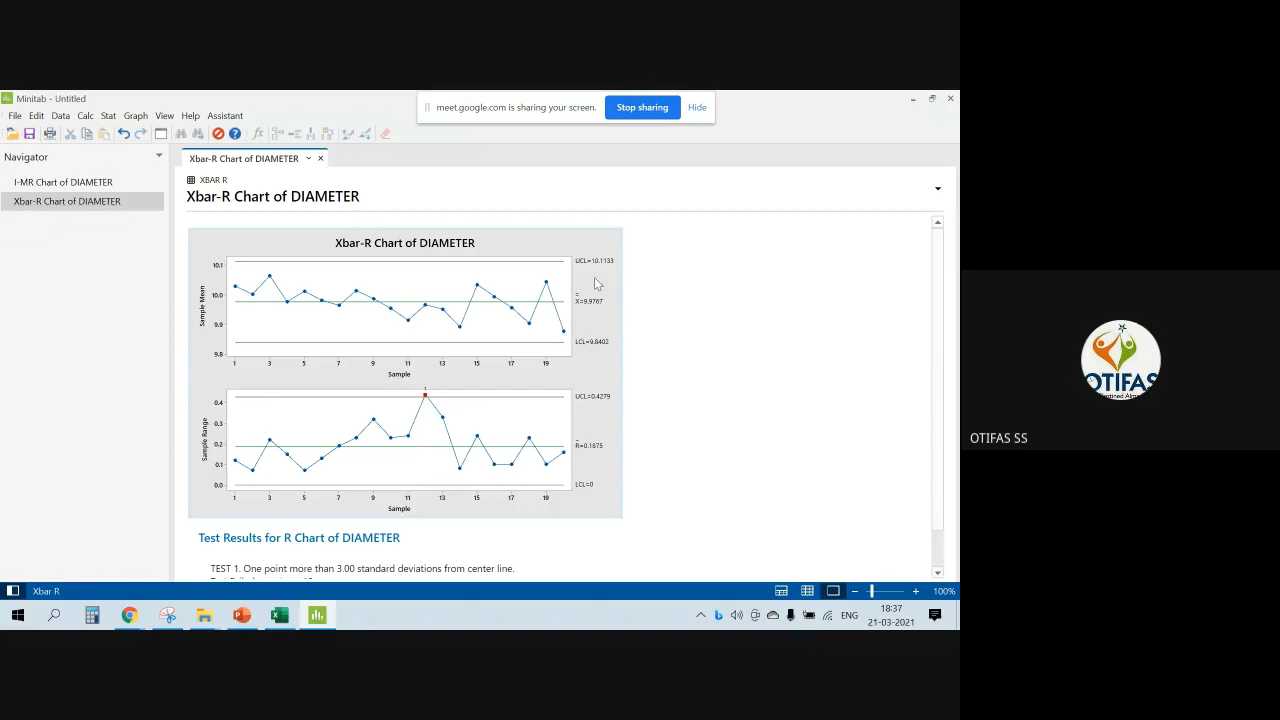 Minitab - Untitled
meet.google.com is sharing your screen.
Stop sharing
Hide
File Edit Data Calc Stat Graph View Help Assistant
Navigator
I-MR Chart of DIAMETER
Xbar-R Chart of DIAMETER
Xbar-R Chart of DIAMETER
XBAR R
Xbar-R Chart of DIAMETER
Xbar-R Chart of DIAMETER
Sample Mean
10.1
10.0
9.9
9.8
UCL=10.1133
X=9.9767
LCL=9.8402
1 3 5 7 9 11 13 15 17 19
Sample
Sample Range
0.4
0.3
0.2
0.1
0.0
1
UCL=0.4279
R=0.1875
LCL=0
1 3 5 7 9 11 13 15 17 19
Sample
Test Results for R Chart of DIAMETER
TEST 1. One point more than 3.00 standard deviations from center line.
Xbar R
100%
ENG
18:37
21-03-2021
OTIFAS
OTIFAS SS